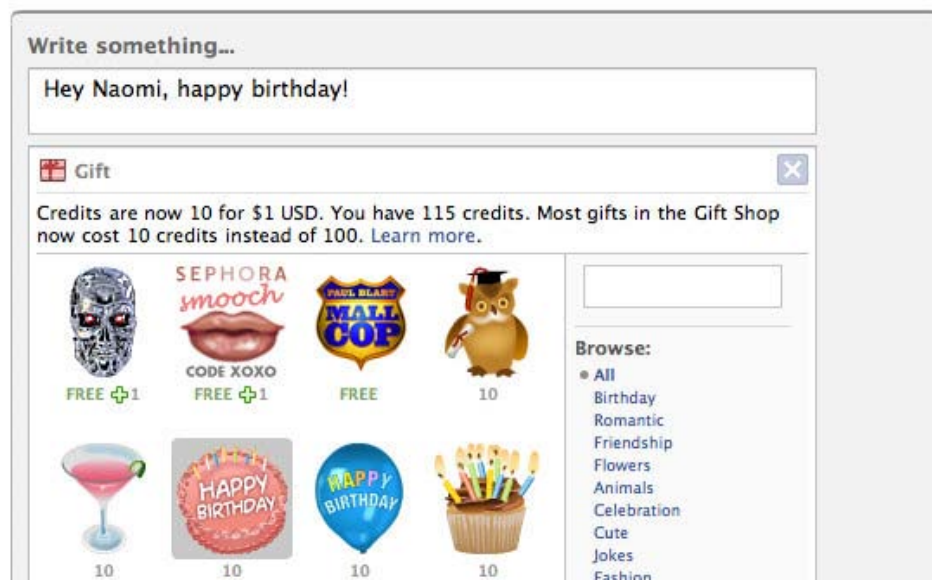 Write something...
Hey Naomi, happy birthday!
Gift
Credits are now 10 for $1 USD. You have 115 credits. Most gifts in the Gift Shop
now cost 10 credits instead of 100. Learn more.
SEPHORA
smooch
CODE XOXO
PAUL BLART
MALL
COP
FREE +1
FREE +1
FREE
10
HAPPY
BIRTHDAY
HAPPY
BIRTHDAY
10
10
10
10
Browse:
All
Birthday
Romantic
Friendship
Flowers
Animals
Celebration
Cute
Jokes
Fashion